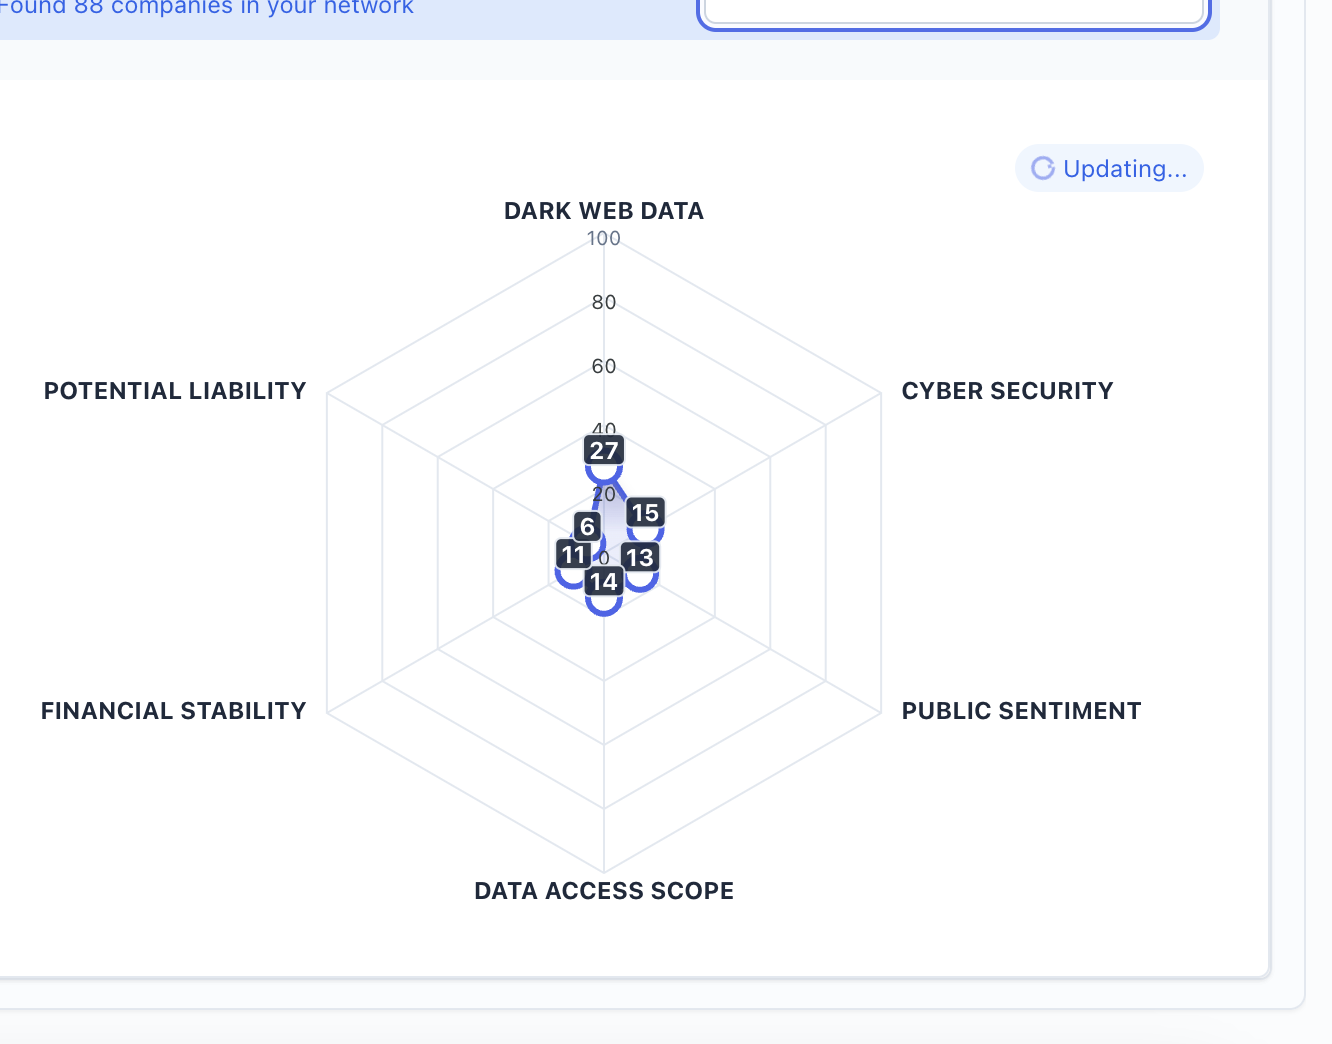 Found 88 companies in your network
Updating...
DARK WEB DATA
100
80
60
POTENTIAL LIABILITY
CYBER SECURITY
40
27
20
15
6
11
0
13
14
FINANCIAL STABILITY
PUBLIC SENTIMENT
DATA ACCESS SCOPE